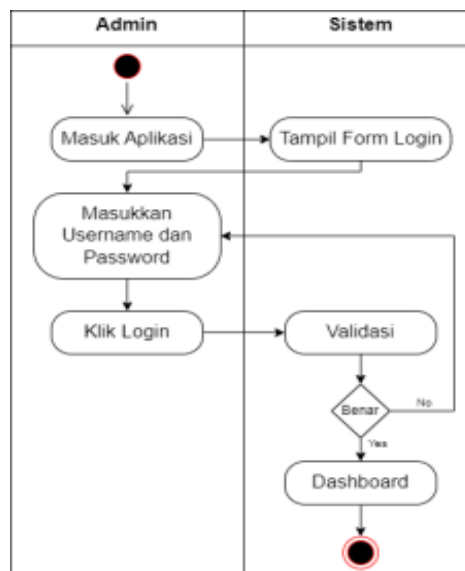 Admin
Sistem
Masuk Aplikasi
Tampil Form Login
Masukkan
Username dan
Password
Klik Login
Validasi
Benar
No
Yes
Dashboard